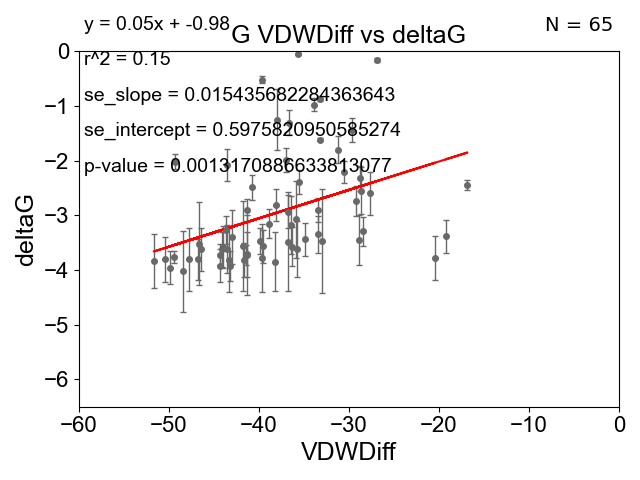 y = 0.05x + -0.98
N = 65
G VDWDiff vs deltaG
r^2 = 0.15
se_slope = 0.015435682284363643
se_intercept = 0.5975820950585274
p-value = 0.0013170886633813077
0
−1
−2
−3
−4
−5
−6
deltaG
−60
−50
−40
−30
−20
−10
0
VDWDiff